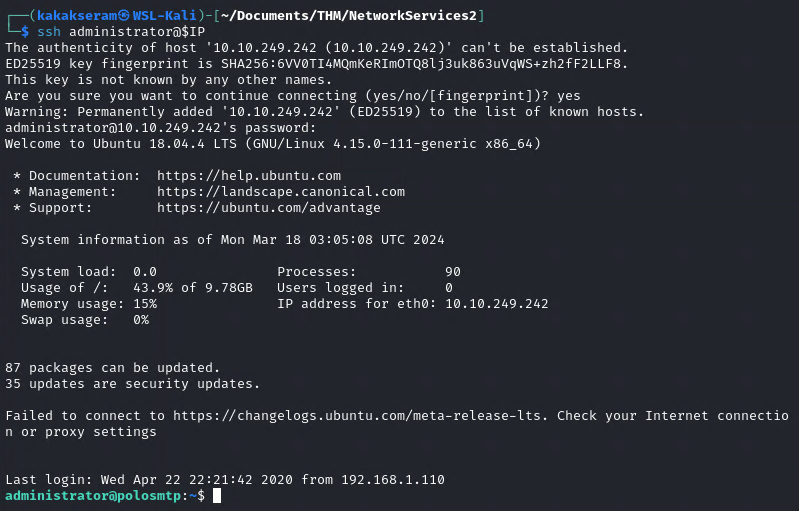 ┌──(kakakseram㉿WSL-Kali)-[~/Documents/THM/NetworkServices2]
└─$ ssh administrator@$IP
The authenticity of host '10.10.249.242 (10.10.249.242)' can't be established.
ED25519 key fingerprint is SHA256:6VV0TI4MQmKeRImOTQ8lj3uk863uVqWS+zh2fF2LLF8.
This key is not known by any other names.
Are you sure you want to continue connecting (yes/no/[fingerprint])? yes
Warning: Permanently added '10.10.249.242' (ED25519) to the list of known hosts.
administrator@10.10.249.242's password:
Welcome to Ubuntu 18.04.4 LTS (GNU/Linux 4.15.0-111-generic x86_64)
* Documentation:  https://help.ubuntu.com
* Management:     https://landscape.canonical.com
* Support:        https://ubuntu.com/advantage
System information as of Mon Mar 18 03:05:08 UTC 2024
System load:  0.0               Processes:           90
Usage of /:   43.9% of 9.78GB   Users logged in:     0
Memory usage: 15%               IP address for eth0: 10.10.249.242
Swap usage:   0%
87 packages can be updated.
35 updates are security updates.
Failed to connect to https://changelogs.ubuntu.com/meta-release-lts. Check your Internet connectio
n or proxy settings
Last login: Wed Apr 22 22:21:42 2020 from 192.168.1.110
administrator@polosmtp:~$